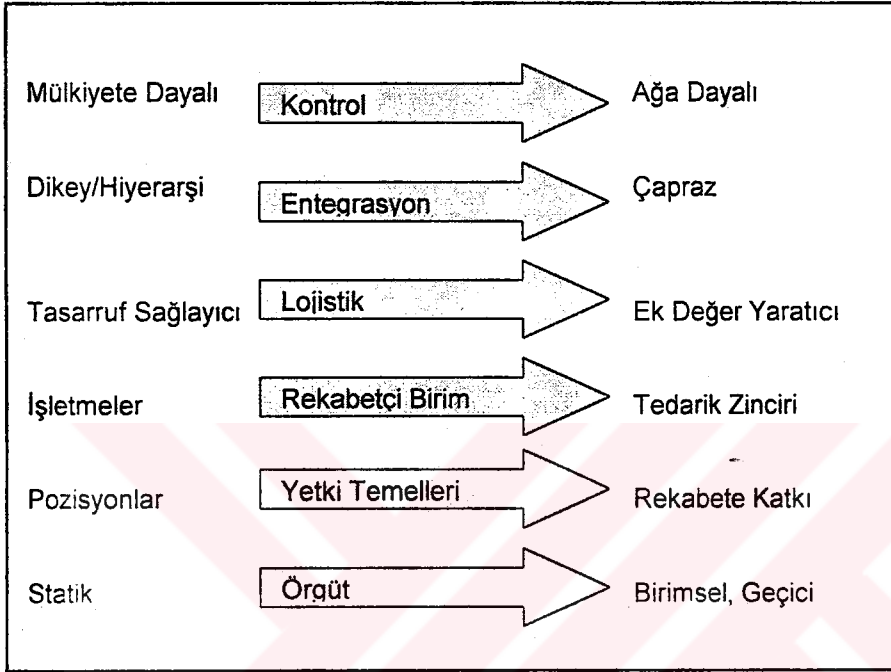 Mülkiyete Dayalı Kontrol Ağa Dayalı
Dikey/Hiyerarşi Entegrasyon Çapraz
Tasarruf Sağlayıcı Lojistik Ek Değer Yaratıcı
İşletmeler Rekabetçi Birim Tedarik Zinciri
Pozisyonlar Yetki Temelleri Rekabete Katkı
Statik Örgüt Birimsel, Geçici